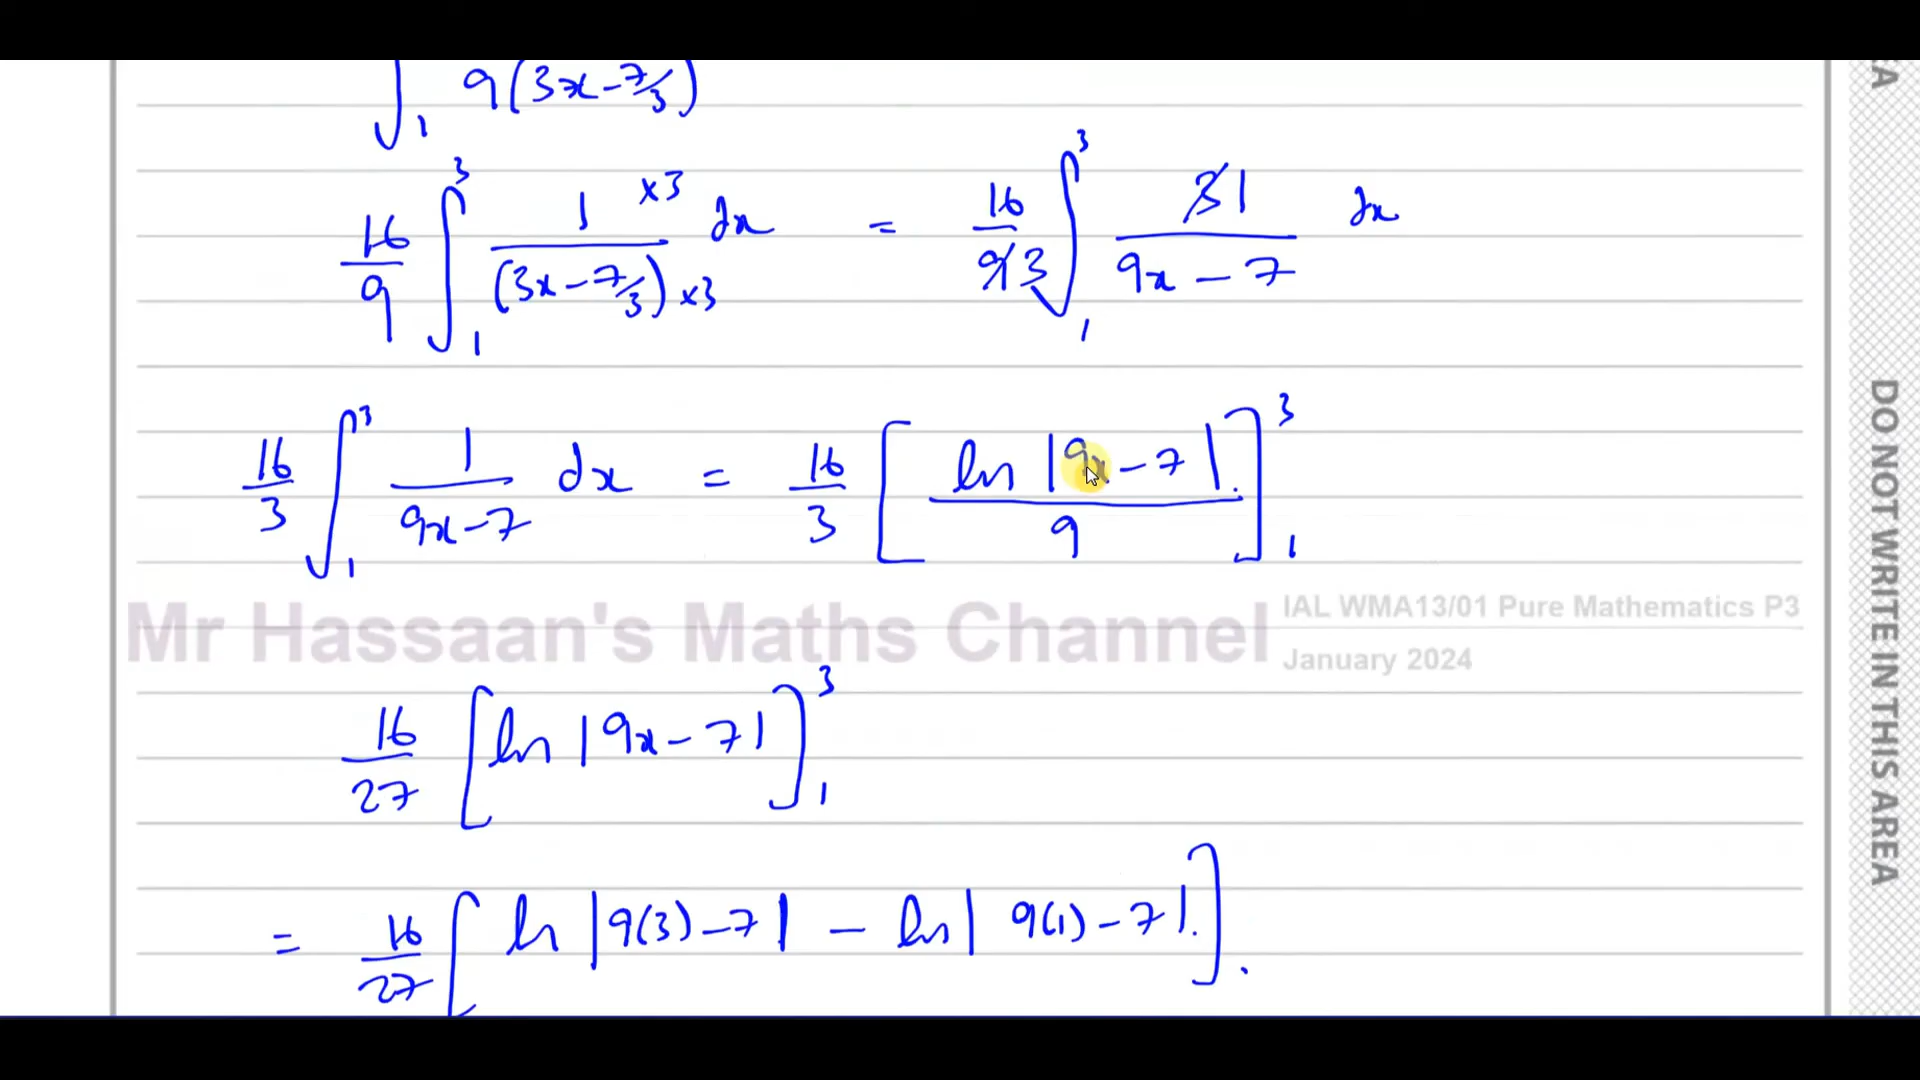 ∫₁ 9(3x-7/3)
16/9 ∫₁³ 1 ×3 / (3x-7/3) ×3 dx = 16/9 3 ∫₁³ 3 1 / 9x-7 dx
16/3 ∫₁³ 1/(9x-7) dx = 16/3 [ ln |9x-7| / 9 ]₁³
Mr Hassaan's Maths Channel
IAL WMA13/01 Pure Mathematics P3
January 2024
16/27 [ ln |9x-7| ]₁³
= 16/27 [ ln |9(3)-7| - ln | 9(1)-7|. ].
DO NOT WRITE IN THIS AREA